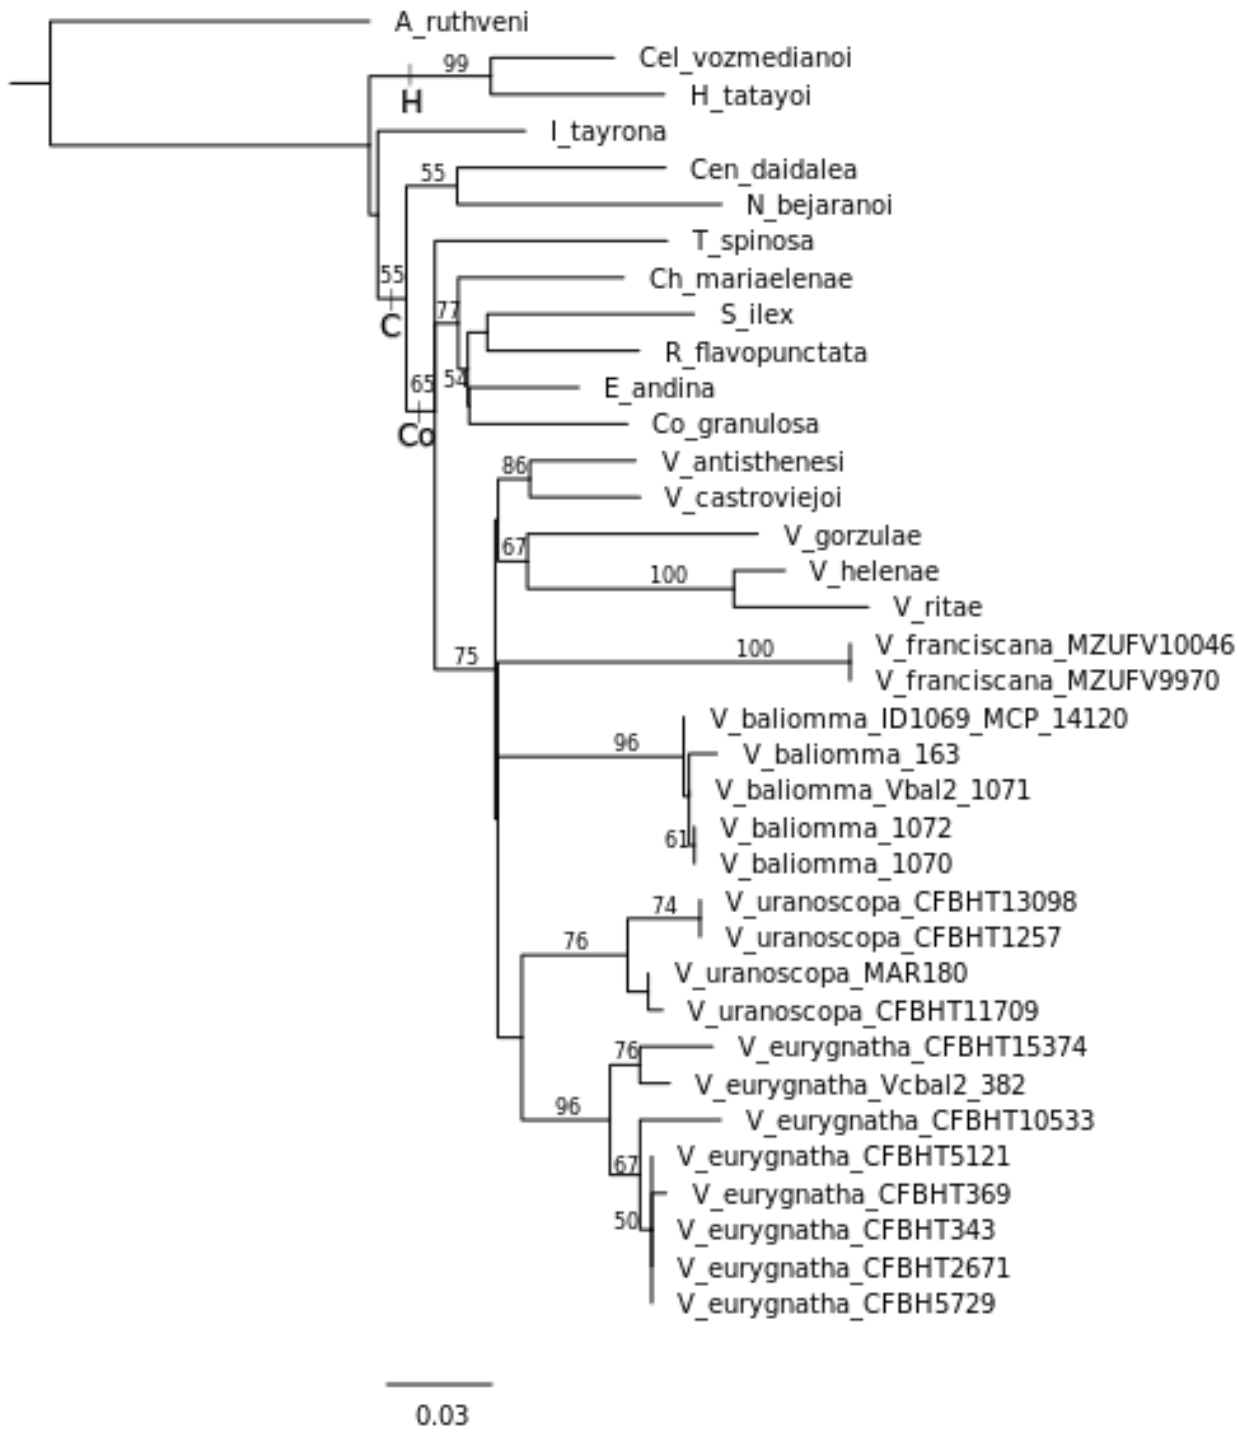 A_ruthveni
Cel_vozmedianoi
99
H
H_tatayoi
I_tayrona
Cen_daidalea
55
N_bejaranoi
T_spinosa
55
Ch_mariaelenae
C
77
S_ilex
R_flavopunctata
65
54
E_andina
Co
Co_granulosa
V_antisthenesi
86
V_castroviejoi
V_gorzulae
67
V_helenae
100
V_ritae
V_franciscana_MZUFV10046
100
75
V_franciscana_MZUFV9970
V_baliomma_ID1069_MCP_14120
96
V_baliomma_163
V_baliomma_Vbal2_1071
V_baliomma_1072
61
V_baliomma_1070
V_uranoscopa_CFBHT13098
74
V_uranoscopa_CFBHT1257
76
V_uranoscopa_MAR180
V_uranoscopa_CFBHT11709
V_eurygnatha_CFBHT15374
76
V_eurygnatha_Vcbal2_382
96
V_eurygnatha_CFBHT10533
V_eurygnatha_CFBHT5121
67
V_eurygnatha_CFBHT369
50
V_eurygnatha_CFBHT343
V_eurygnatha_CFBHT2671
V_eurygnatha_CFBH5729
0.03